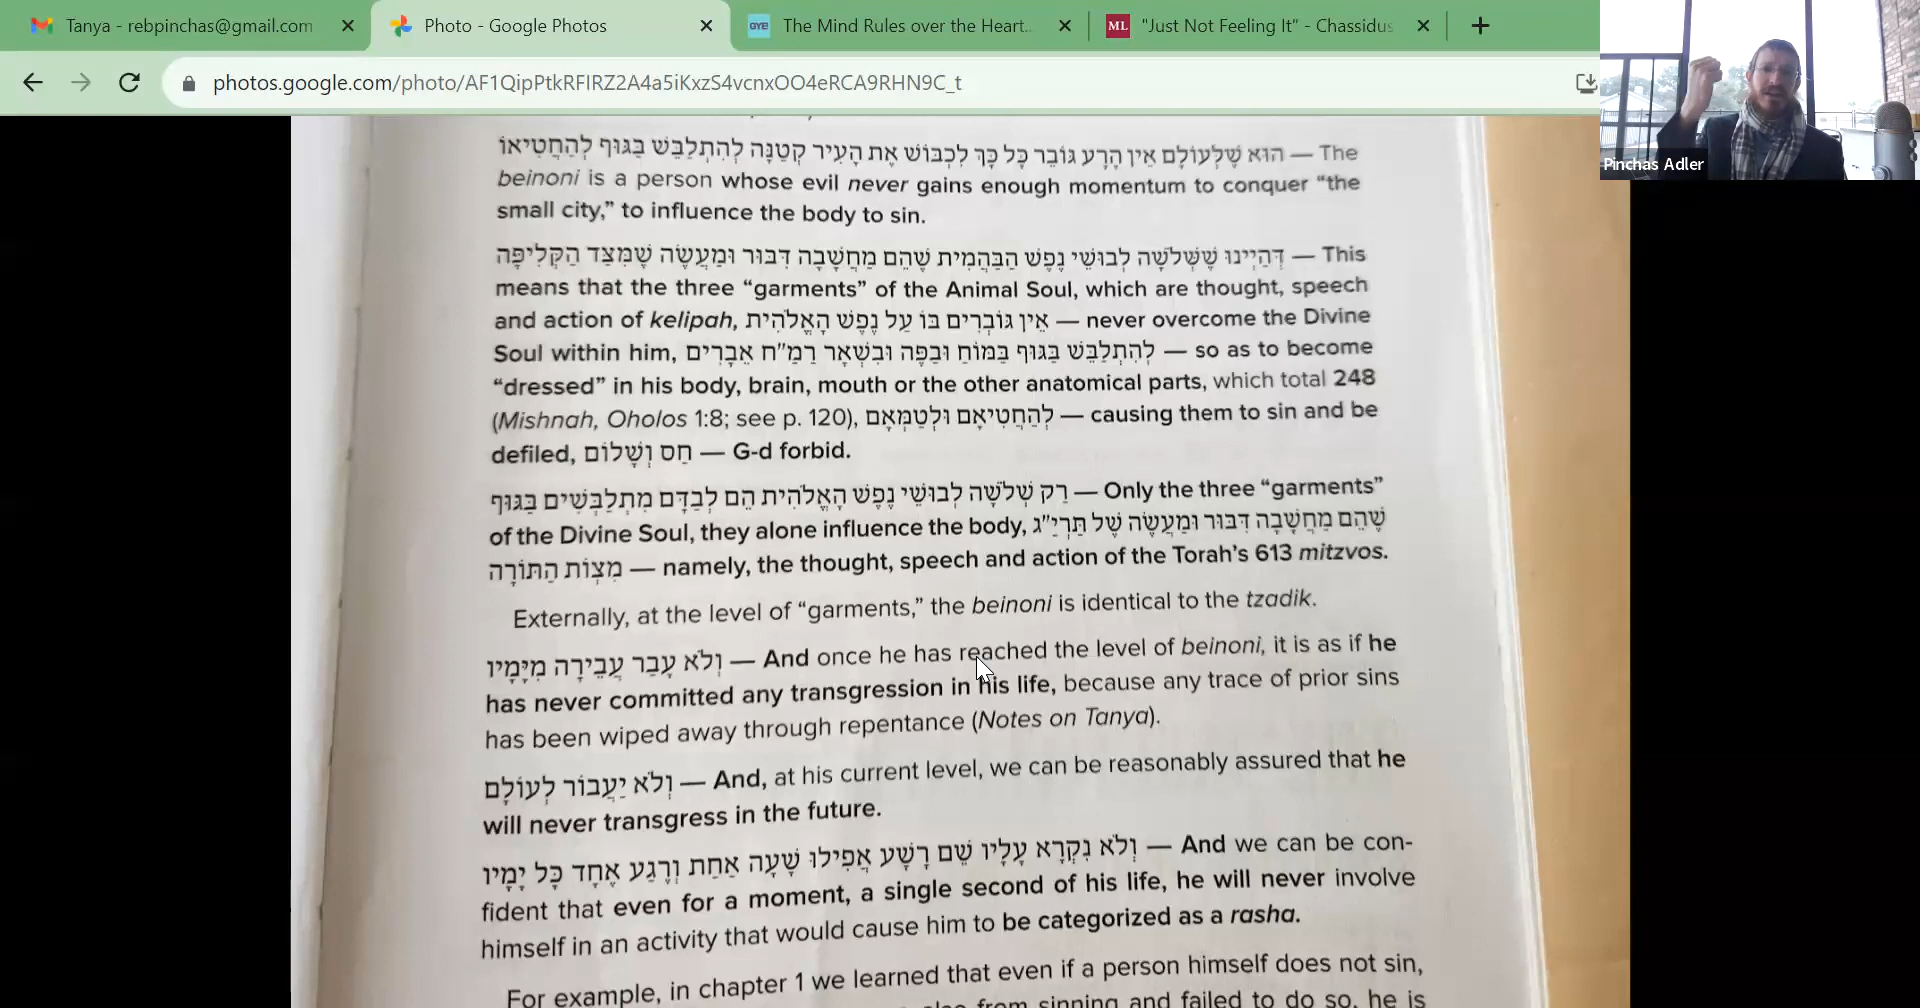 Tanya - rebpinchas@gmail.com
Photo - Google Photos
GYE The Mind Rules over the Heart
ML "Just Not Feeling It" - Chassidus
photos.google.com/photo/AF1QipPtkRFIRZ2A4a5iKxzS4vcnxOO4eRCA9RHN9C_t
Pinchas Adler
הוּא שֶׁלְּעוֹלָם אֵין הָרָע גּוֹבֵר כָּל כָּךְ לִכְבּוֹשׁ אֶת הָעִיר קְטַנָּה לְהִתְלַבֵּשׁ בַּגּוּף לְהַחֲטִיאוֹ — The
beinoni is a person whose evil never gains enough momentum to conquer “the
small city,” to influence the body to sin.
דְּהַיְינוּ שֶׁשְּׁלֹשָׁה לְבוּשֵׁי נֶפֶשׁ הַבַּהֲמִית שֶׁהֵם מַחֲשָׁבָה דִּבּוּר וּמַעֲשֶׂה שֶׁמִּצַּד הַקְּלִיפָּה — This
means that the three “garments” of the Animal Soul, which are thought, speech
and action of kelipah, אֵין גּוֹבְרִים בּוֹ עַל נֶפֶשׁ הָאֱלֹהִית — never overcome the Divine
Soul within him, לְהִתְלַבֵּשׁ בַּגּוּף בַּמּוֹחַ וּבַפֶּה וּבִשְׁאָר רַמַ״ח אֵבָרִים — so as to become
“dressed” in his body, brain, mouth or the other anatomical parts, which total 248
(Mishnah, Oholos 1:8; see p. 120), לְהַחֲטִיאָם וּלְטַמְּאָם — causing them to sin and be
defiled, חַס וְשָׁלוֹם — G-d forbid.
רַק שְׁלֹשָׁה לְבוּשֵׁי נֶפֶשׁ הָאֱלֹהִית הֵם לְבַדָּם מִתְלַבְּשִׁים בַּגּוּף — Only the three “garments”
of the Divine Soul, they alone influence the body, שֶׁהֵם מַחֲשָׁבָה דִּבּוּר וּמַעֲשֶׂה שֶׁל תַּרְיַ״ג
מִצְוֹת הַתּוֹרָה — namely, the thought, speech and action of the Torah’s 613 mitzvos.
Externally, at the level of “garments,” the beinoni is identical to the tzadik.
וְלֹא עָבַר עֲבֵירָה מִיָּמָיו — And once he has reached the level of beinoni, it is as if he
has never committed any transgression in his life, because any trace of prior sins
has been wiped away through repentance (Notes on Tanya).
וְלֹא יַעֲבוֹר לְעוֹלָם — And, at his current level, we can be reasonably assured that he
will never transgress in the future.
וְלֹא נִקְרָא עָלָיו שֵׁם רָשָׁע אֲפִילוּ שָׁעָה אַחַת וְרֶגַע אֶחָד כָּל יָמָיו — And we can be con-
fident that even for a moment, a single second of his life, he will never involve
himself in an activity that would cause him to be categorized as a rasha.
For example, in chapter 1 we learned that even if a person himself does not sin,
from sinning and failed to do so, he is